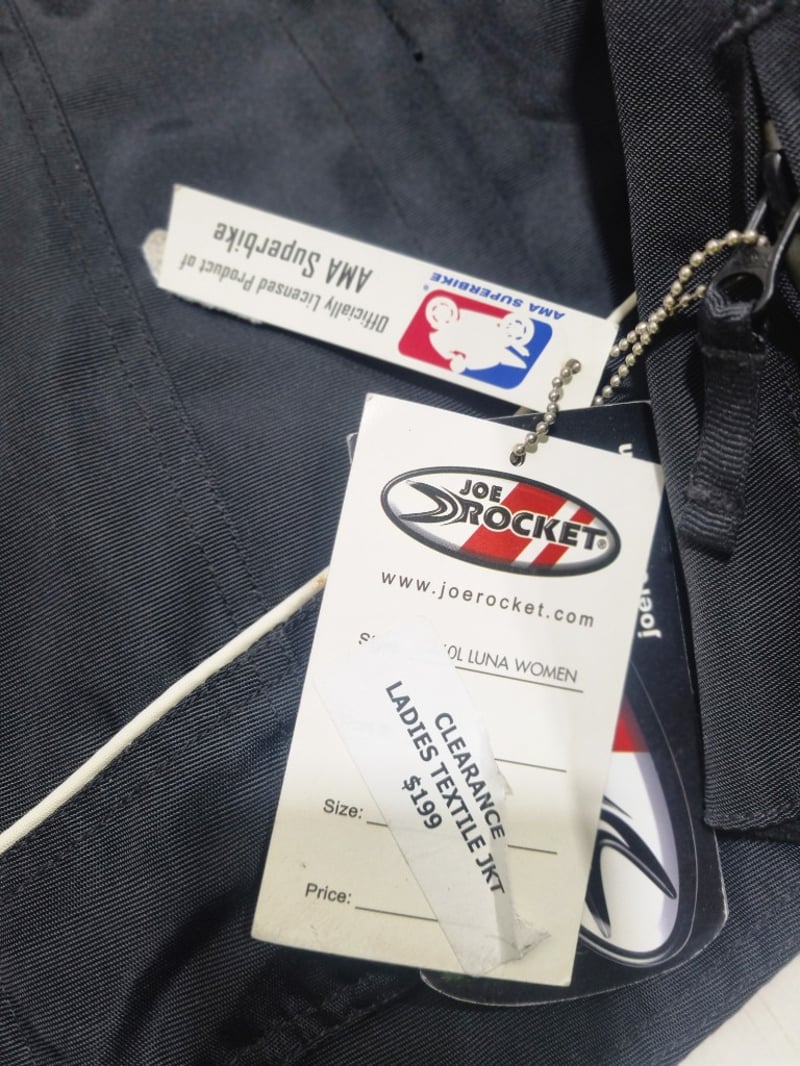 Officially Licensed Product of
AMA Superbike
AMA SUPERBIKE®
JOE
ROCKET®
www.joerocket.com
LUNA WOMEN
CLEARANCE
LADIES TEXTILE JKT
$199
Size:
Price: